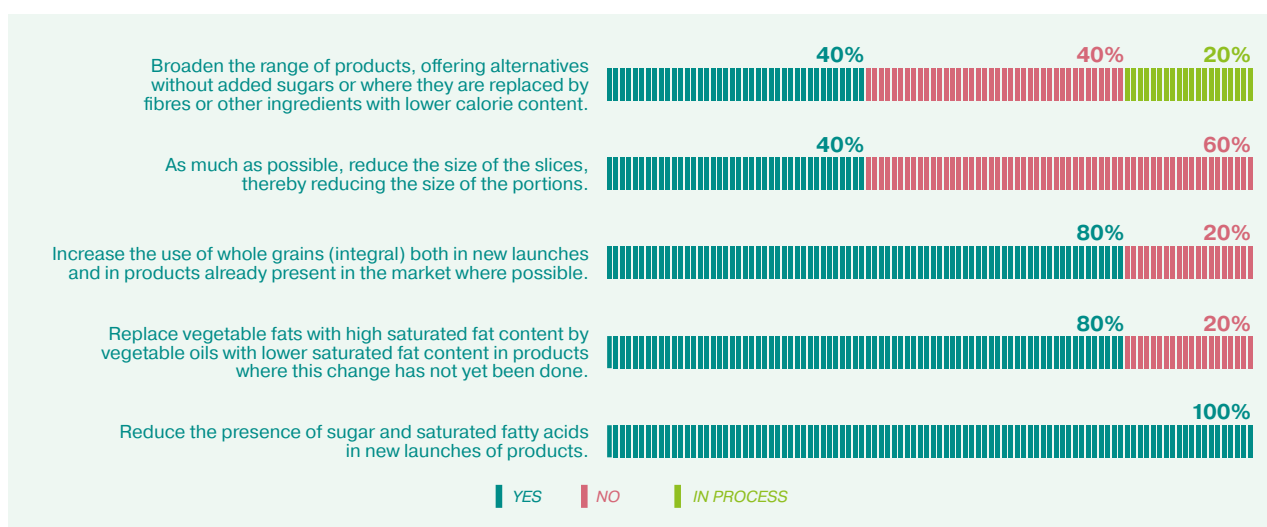 40% 40% 20%
Broaden the range of products, offering alternatives
without added sugars or where they are replaced by
fibres or other ingredients with lower calorie content.
40% 60%
As much as possible, reduce the size of the slices,
thereby reducing the size of the portions.
80% 20%
Increase the use of whole grains (integral) both in new launches
and in products already present in the market where possible.
80% 20%
Replace vegetable fats with high saturated fat content by
vegetable oils with lower saturated fat content in products
where this change has not yet been done.
100%
Reduce the presence of sugar and saturated fatty acids
in new launches of products.
YES NO IN PROCESS